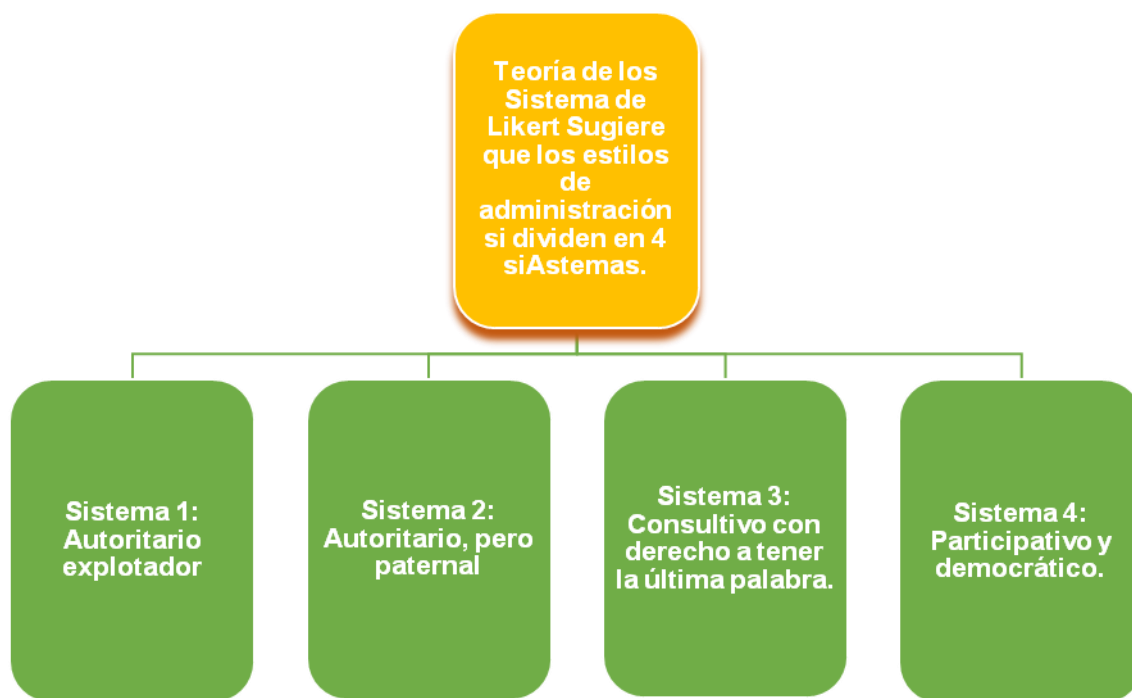 Teoría de los
Sistema de
Likert Sugiere
que los estilos
de
administración
si dividen en 4
siAstemas.
Sistema 1:
Autoritario
explotador
Sistema 2:
Autoritario, pero
paternal
Sistema 3:
Consultivo con
derecho a tener
la última palabra.
Sistema 4:
Participativo y
democrático.